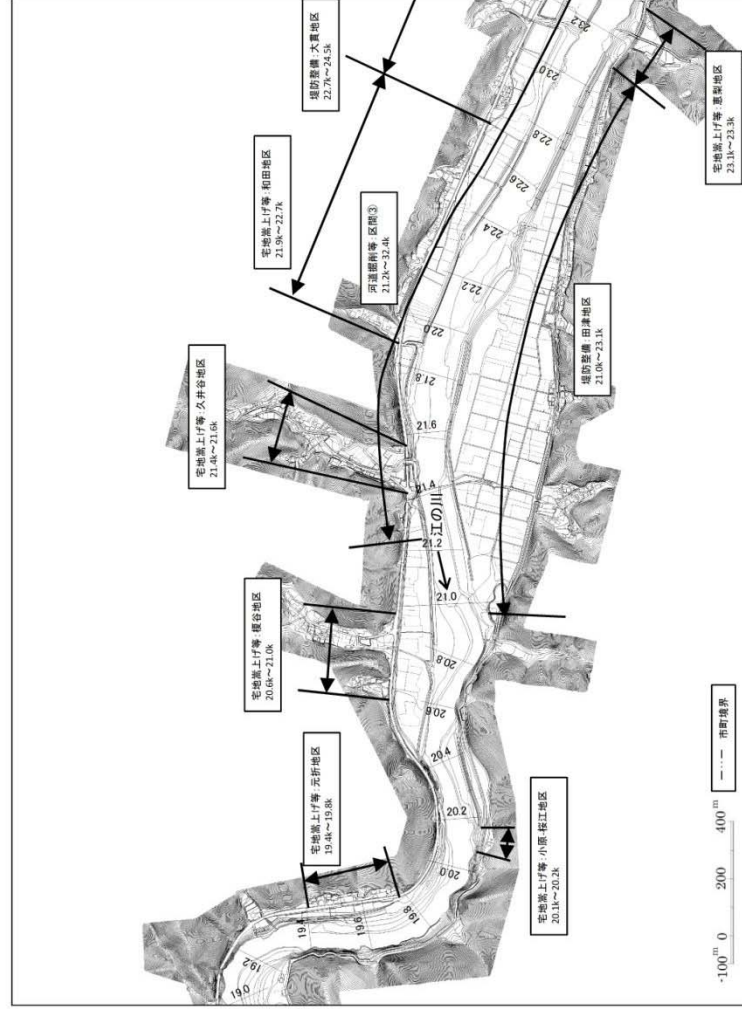 堤防整備:大貫地区
22.7k~24.5k
宅地嵩上げ等:和田地区
21.9k~22.7k
河道掘削等:区間③
21.2k~32.4k
宅地嵩上げ等:久井谷地区
21.4k~21.6k
宅地嵩上げ等:榎谷地区
20.6k~21.0k
宅地嵩上げ等:元折地区
19.4k~19.8k
宅地嵩上げ等:恵梨地区
23.1k~23.3k
堤防整備:田津地区
21.0k~23.1k
宅地嵩上げ等:小原・桜江地区
20.1k~20.2k
江の川
19.0
19.2
19.4
19.6
19.8
20.0
20.2
20.4
20.6
20.8
21.0
21.2
21.4
21.6
21.8
22.0
22.2
22.4
22.6
22.8
23.0
23.2
市町境界
-100m 0 200 400m